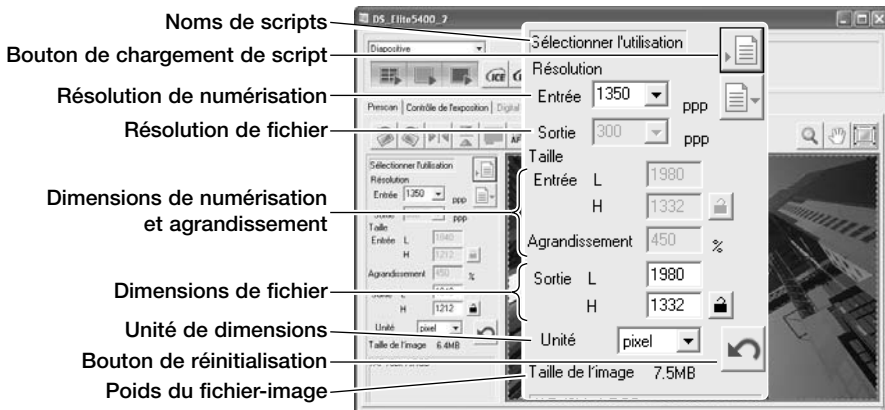 Noms de scripts
Bouton de chargement de script
Résolution de numérisation
Résolution de fichier
Dimensions de numérisation
et agrandissement
Dimensions de fichier
Unité de dimensions
Bouton de réinitialisation
Poids du fichier-image
DS_Elite5400_2
Diapositive
Prescan Contrôle de l'exposition Digital
Sélectionner l'utilisation
Résolution
Entrée 1350 ppp
ppp
Taille
Entrée L 1840
H 1212
Agrandissement 450 %
H 1212
Unité pixel
Taille de l'image 6.4MB
Sélectionner l'utilisation
Résolution
Entrée 1350 ppp
Sortie 300 ppp
Taille
Entrée L 1980
H 1332
Agrandissement 450 %
Sortie L 1980
H 1332
Unité pixel
Taille de l'image 7.5MB